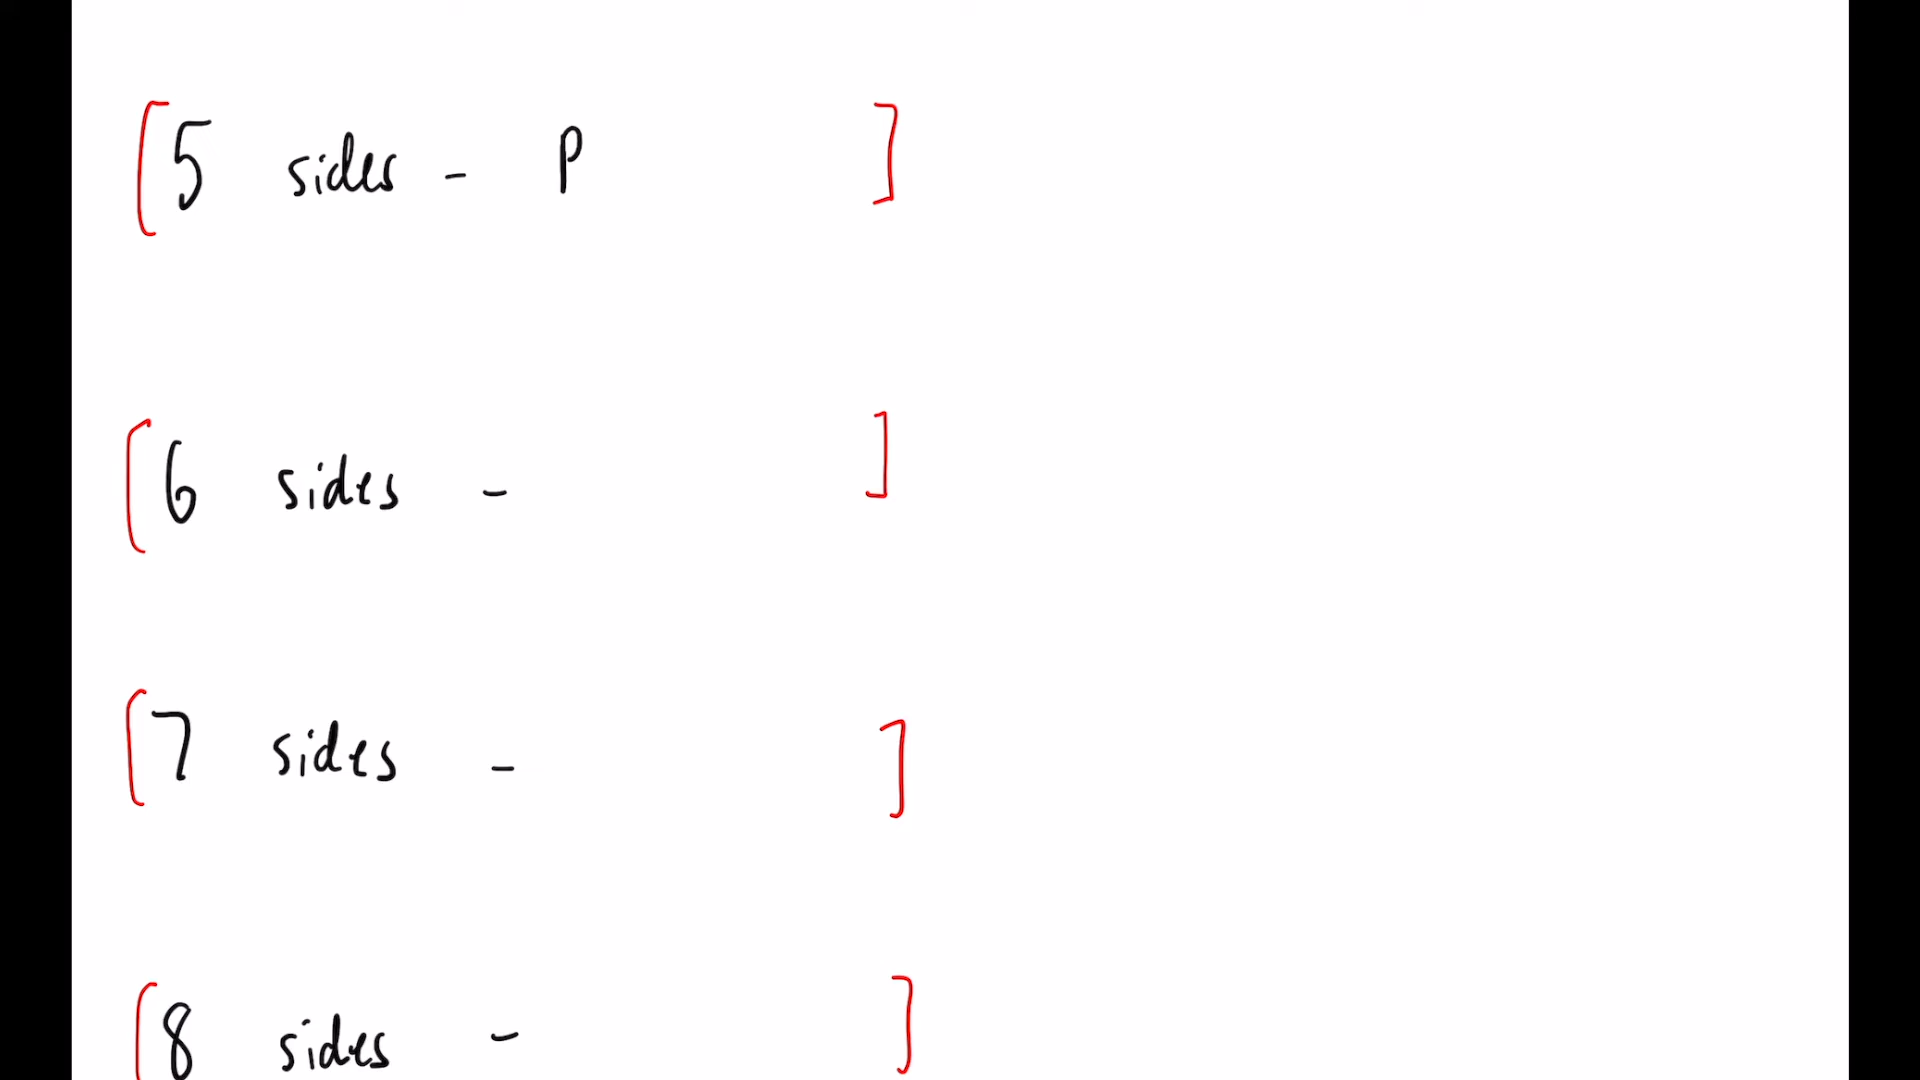 [5 sides - P ]
[6 sides - ]
[7 sides - ]
[8 sides - ]